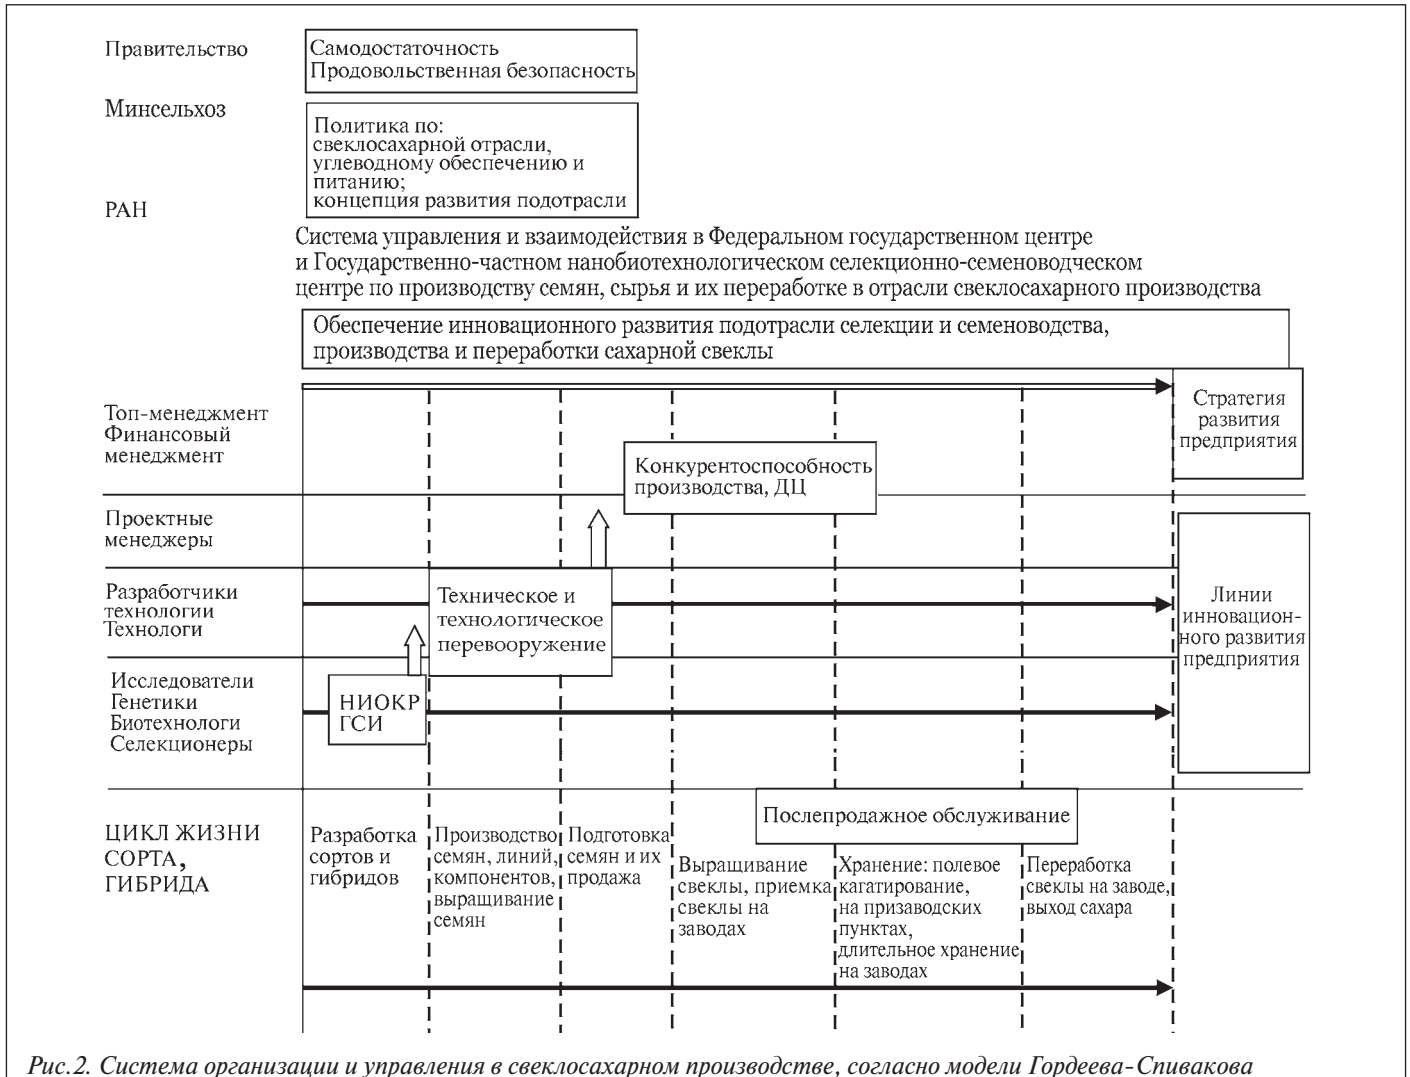 Правительство
Самодостаточность
Продовольственная безопасность
Минсельхоз
Политика по:
свеклосахарной отрасли,
углеводному обеспечению и
питанию;
концепция развития подотрасли
РАН
Система управления и взаимодействия в Федеральном государственном центре
и Государственно-частном нанобиотехнологическом селекционно-семеноводческом
центре по производству семян, сырья и их переработке в отрасли свеклосахарного производства
Обеспечение инновационного развития подотрасли селекции и семеноводства,
производства и переработки сахарной свеклы
Топ-менеджмент
Финансовый
менеджмент
Стратегия
развития
предприятия
Конкурентоспособность
производства, ДЦ
Проектные
менеджеры
Разработчики
технологии
Технологи
Техническое и
технологическое
перевооружение
Линии
инновацион-
ного развития
предприятия
Исследователи
Генетики
Биотехнологи
Селекционеры
НИОКР
ГСИ
Послепродажное обслуживание
ЦИКЛ ЖИЗНИ
СОРТА,
ГИБРИДА
Разработка
сортов и
гибридов
Производство
семян, линий,
компонентов,
выращивание
семян
Подготовка
семян и их
продажа
Выращивание
свеклы, приемка
свеклы на
заводах
Хранение: полевое
кагатирование,
на призаводских
пунктах,
длительное хранение
на заводах
Переработка
свеклы на заводе,
выход сахара
Рис.2. Система организации и управления в свеклосахарном производстве, согласно модели Гордеева-Спивакова